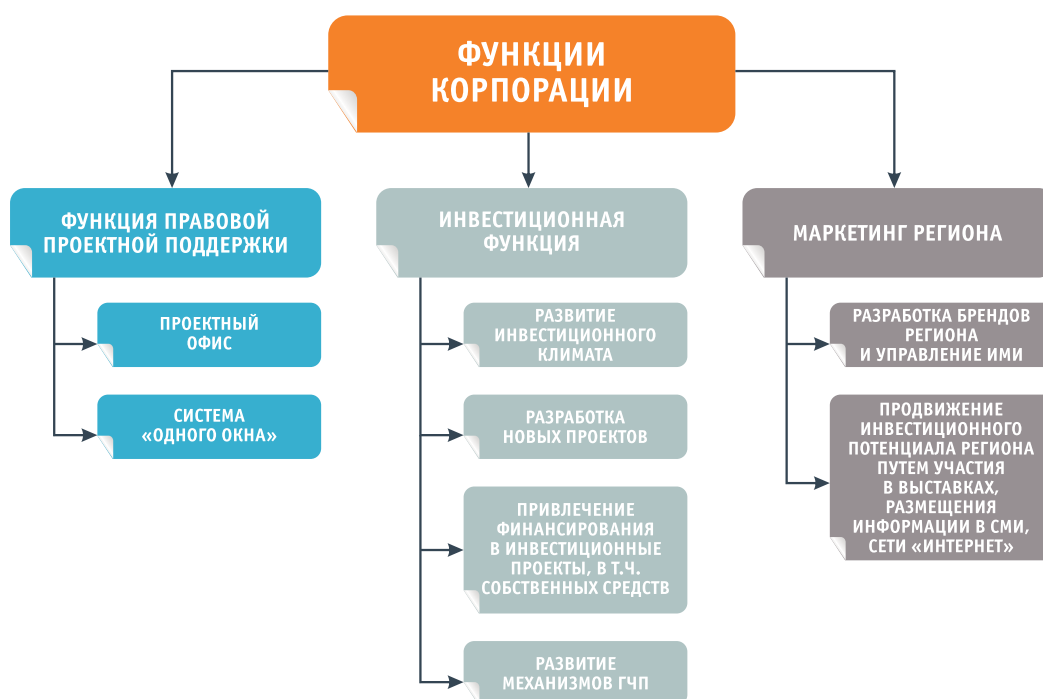 ФУНКЦИИ
КОРПОРАЦИИ
ФУНКЦИЯ ПРАВОВОЙ
ПРОЕКТНОЙ ПОДДЕРЖКИ
ПРОЕКТНЫЙ
ОФИС
СИСТЕМА
«ОДНОГО ОКНА»
ИНВЕСТИЦИОННАЯ
ФУНКЦИЯ
РАЗВИТИЕ
ИНВЕСТИЦИОННОГО
КЛИМАТА
РАЗРАБОТКА
НОВЫХ ПРОЕКТОВ
ПРИВЛЕЧЕНИЕ
ФИНАНСИРОВАНИЯ
В ИНВЕСТИЦИОННЫЕ
ПРОЕКТЫ, В Т.Ч.
СОБСТВЕННЫХ СРЕДСТВ
РАЗВИТИЕ
МЕХАНИЗМОВ ГЧП
МАРКЕТИНГ РЕГИОНА
РАЗРАБОТКА БРЕНДОВ
РЕГИОНА
И УПРАВЛЕНИЕ ИМИ
ПРОДВИЖЕНИЕ
ИНВЕСТИЦИОННОГО
ПОТЕНЦИАЛА РЕГИОНА
ПУТЕМ УЧАСТИЯ
В ВЫСТАВКАХ,
РАЗМЕЩЕНИЯ
ИНФОРМАЦИИ В СМИ,
СЕТИ «ИНТЕРНЕТ»